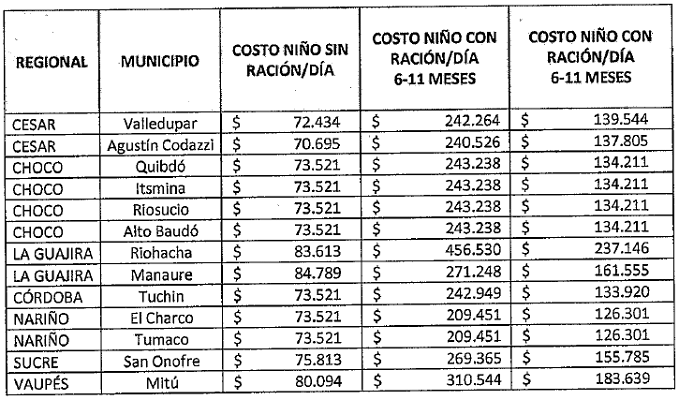 REGIONAL MUNICIPIO COSTO NIÑO SIN RACIÓN/DÍA COSTO NIÑO CON RACIÓN/DÍA 6-11 MESES COSTO NIÑO CON RACIÓN/DÍA 6-11 MESES
CESAR Valledupar $ 72.434 $ 242.264 $ 139.544
CESAR Agustín Codazzi $ 70.695 $ 240.526 $ 137.805
CHOCO Quibdó $ 73.521 $ 243.238 $ 134.211
CHOCO Itsmina $ 73.521 $ 243.238 $ 134.211
CHOCO Riosucio $ 73.521 $ 243.238 $ 134.211
CHOCO Alto Baudó $ 73.521 $ 243.238 $ 134.211
LA GUAJIRA Riohacha $ 83.613 $ 456.530 $ 237.146
LA GUAJIRA Manaure $ 84.789 $ 271.248 $ 161.555
CÓRDOBA Tuchin $ 73.521 $ 242.949 $ 133.920
NARIÑO El Charco $ 73.521 $ 209.451 $ 126.301
NARIÑO Tumaco $ 73.521 $ 209.451 $ 126.301
SUCRE San Onofre $ 75.813 $ 269.365 $ 155.785
VAUPÉS Mitú $ 80.094 $ 310.544 $ 183.639